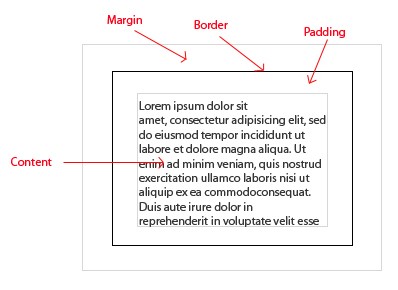 Margin
Border
Padding
Content
Lorem ipsum dolor sit
amet, consectetur adipisicing elit, sed
do eiusmod tempor incididunt ut
labore et dolore magna aliqua. Ut
enim ad minim veniam, quis nostrud
exercitation ullamco laboris nisi ut
aliquip ex ea commodoconsequat.
Duis aute irure dolor in
reprehenderit in voluptate velit esse